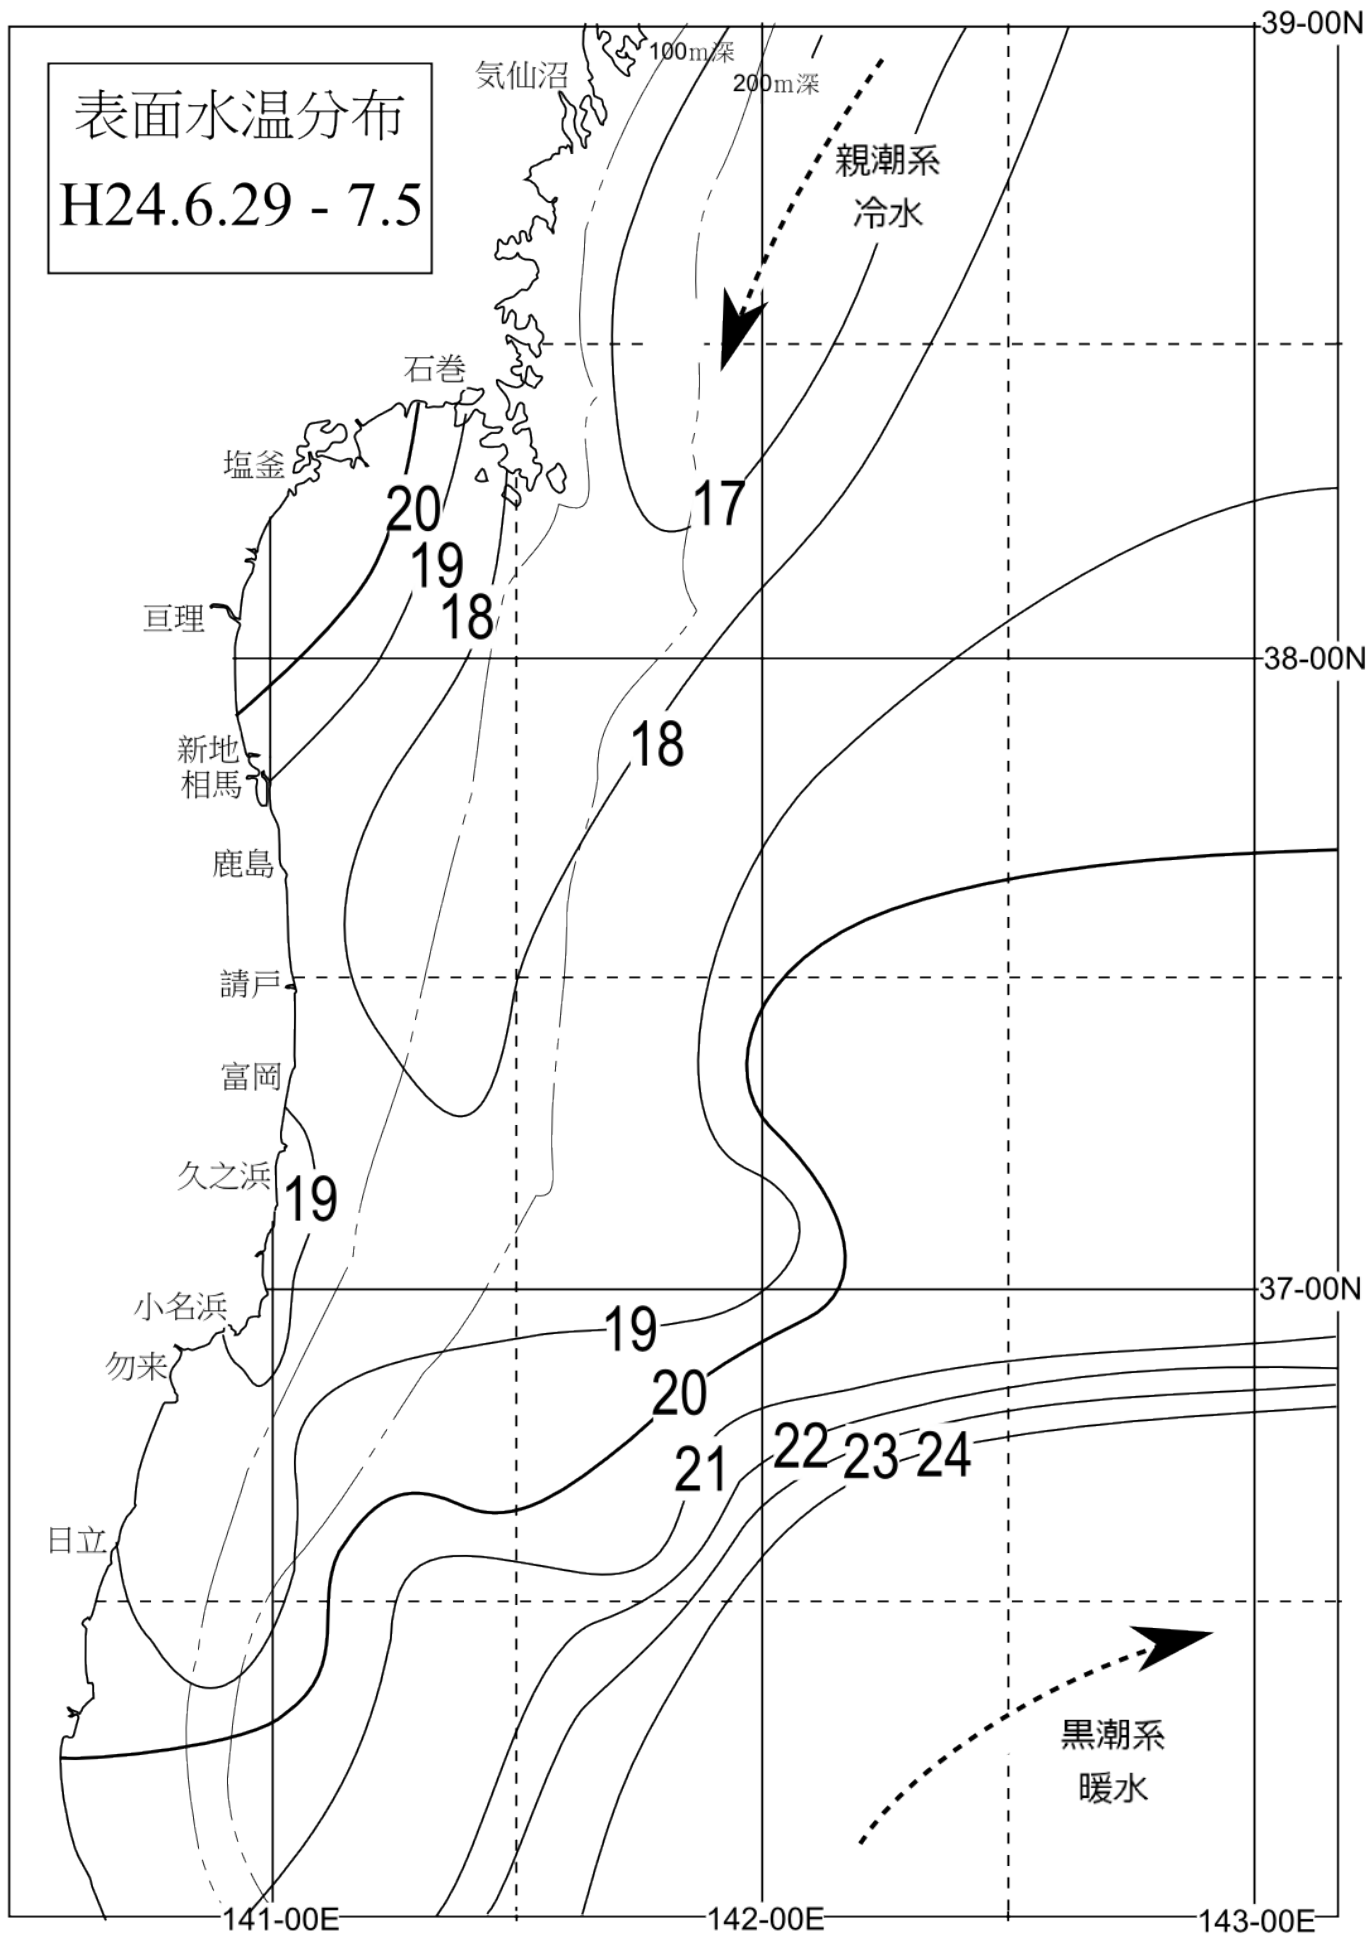 39-00N
100m深
気仙沼
200m深
表面水温分布
H24.6.29 - 7.5
親潮系
冷水
石巻
塩釜
20
17
19
18
亘理
38-00N
18
新地
相馬
鹿島
請戸
富岡
久之浜
19
37-00N
小名浜
19
勿来
20
22
23
24
21
日立
黒潮系
暖水
141-00E
142-00E
143-00E